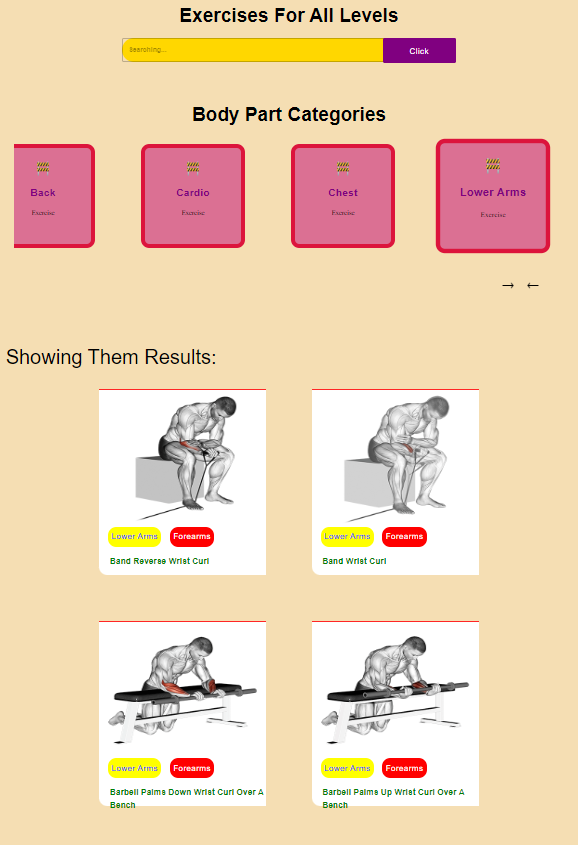 Exercises For All Levels
Searching...
Click
Body Part Categories
Back
Cardio
Chest
Lower Arms
Exercise
Exercise
Exercise
Exercise
→ ←
Showing Them Results:
Lower Arms
Forearms
Lower Arms
Forearms
Band Reverse Wrist Curl
Band Wrist Curl
Lower Arms
Forearms
Lower Arms
Forearms
Barbell Palms Down Wrist Curl Over A
Bench
Barbell Palms Up Wrist Curl Over A
Bench